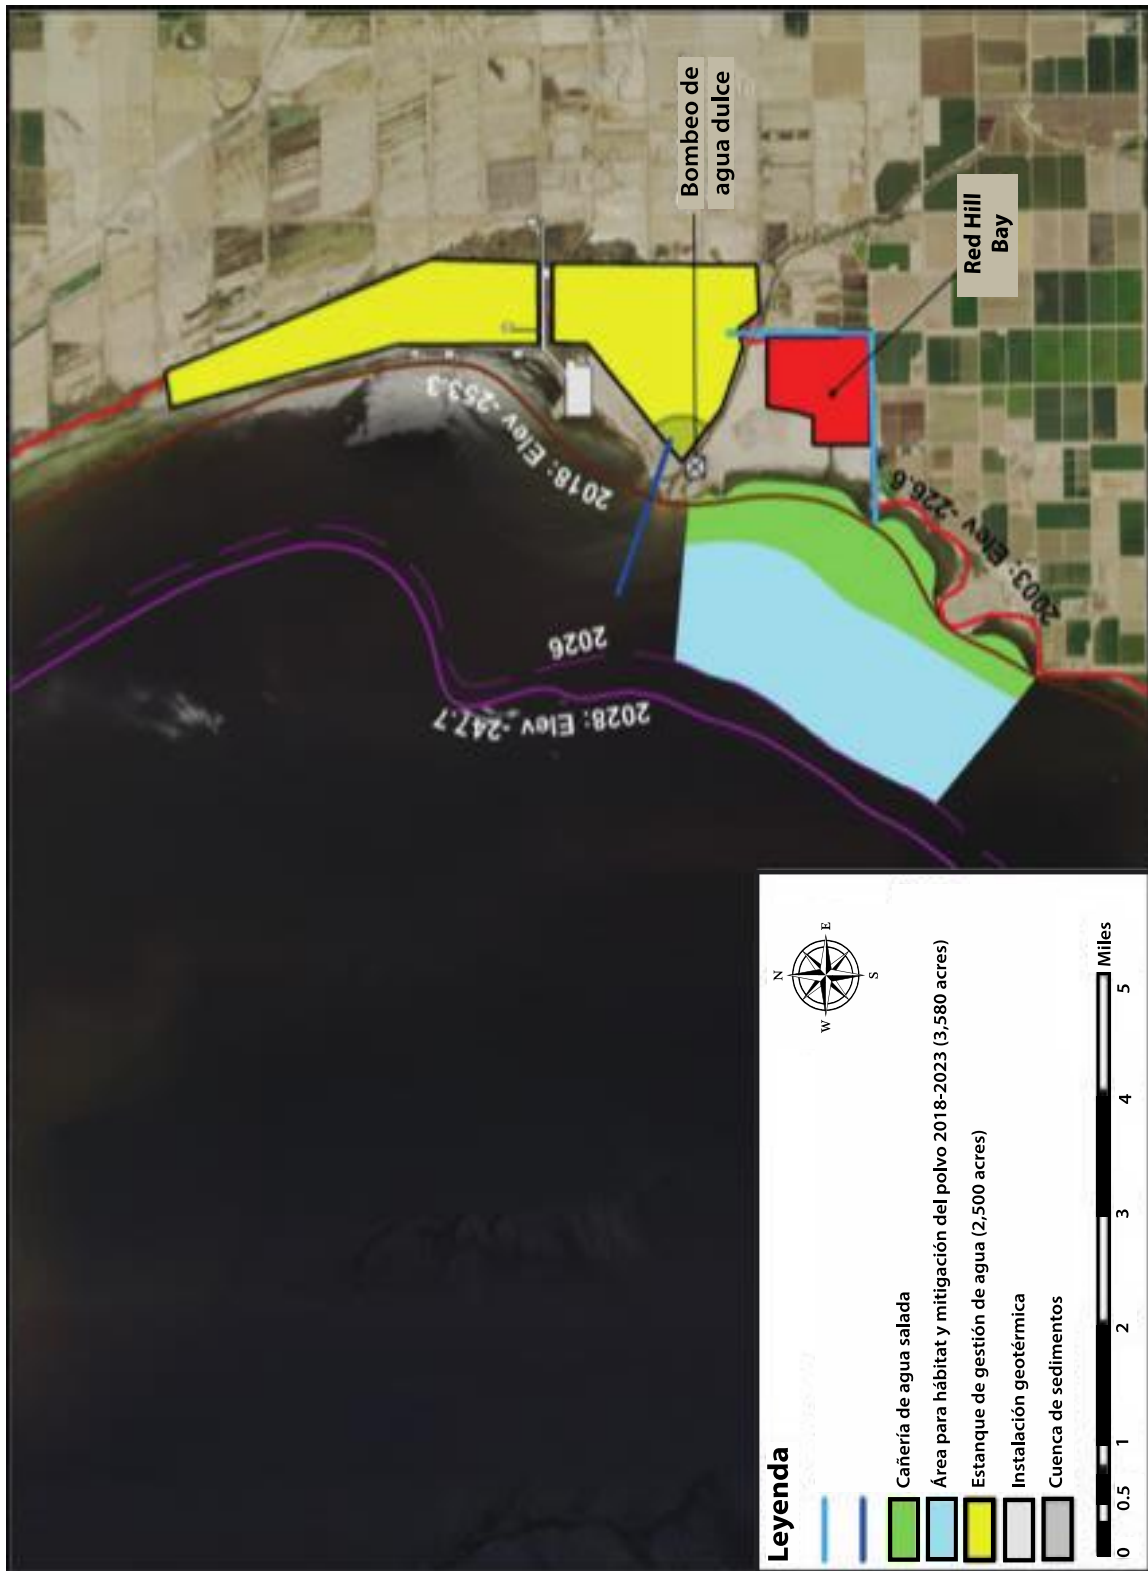 Bombeo de
agua dulce
Red Hill
Bay
2018: Elev -253.3
2003: Elev -226.6
2026
2028: Elev -247.7
Leyenda
Cañería de agua salada
Área para hábitat y mitigación del polvo 2018-2023 (3,580 acres)
Estanque de gestión de agua (2,500 acres)
Instalación geotérmica
Cuenca de sedimentos
N
W
E
S
0 0.5 1 2 3 4 5
Miles